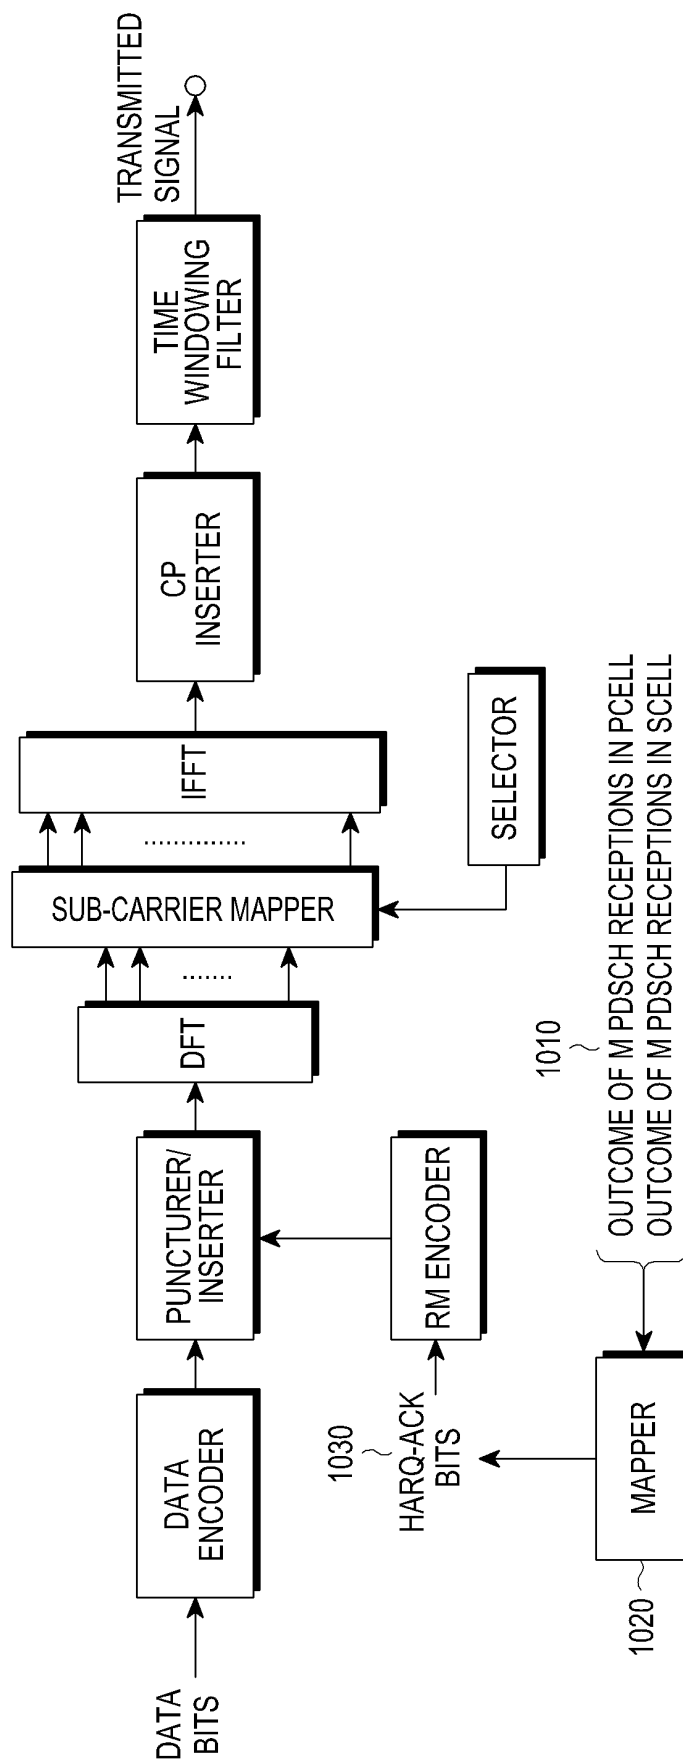 DATA
BITS
DATA
ENCODER
PUNCTURER/
INSERTER
DFT
SUB-CARRIER MAPPER
IFFT
CP
INSERTER
TIME
WINDOWING
FILTER
TRANSMITTED
SIGNAL
1030
HARQ-ACK
BITS
RM ENCODER
SELECTOR
1020
MAPPER
1010
OUTCOME OF M PDSCH RECEPTIONS IN PCELL
OUTCOME OF M PDSCH RECEPTIONS IN SCELL